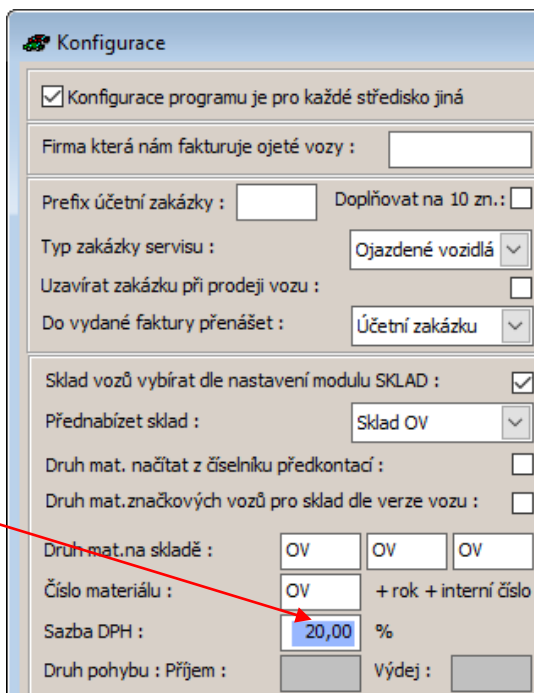 Konfigurace
Konfigurace programu je pro každé středisko jiná
Firma která nám fakturuje ojeté vozy :
Prefix účetní zakázky : Doplňovat na 10 zn.:
Typ zakázky servisu : Ojazdené vozidlá
Uzavírat zakázku při prodeji vozu :
Do vydané faktury přenášet : Účetní zakázku
Sklad vozů vybírat dle nastavení modulu SKLAD :
Přednabízet sklad : Sklad OV
Druh mat. načítat z číselníku předkontací :
Druh mat.značkových vozů pro sklad dle verze vozu :
Druh mat.na skladě : OV OV OV
Číslo materiálu : OV + rok + interní číslo
Sazba DPH : 20,00 %
Druh pohybu : Příjem : Výdej :